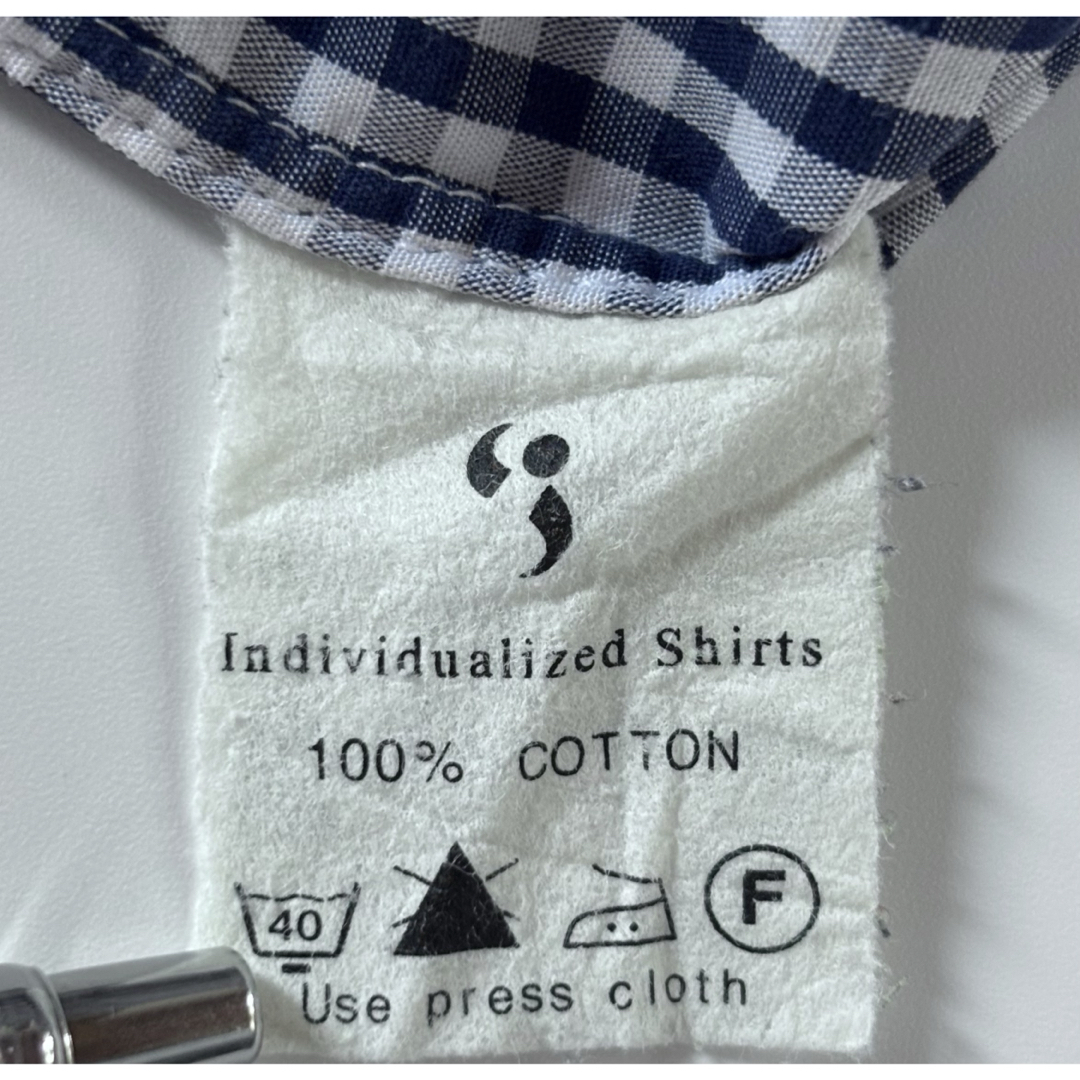 Individualized Shirts
100% COTTON
40 F
Use press cloth